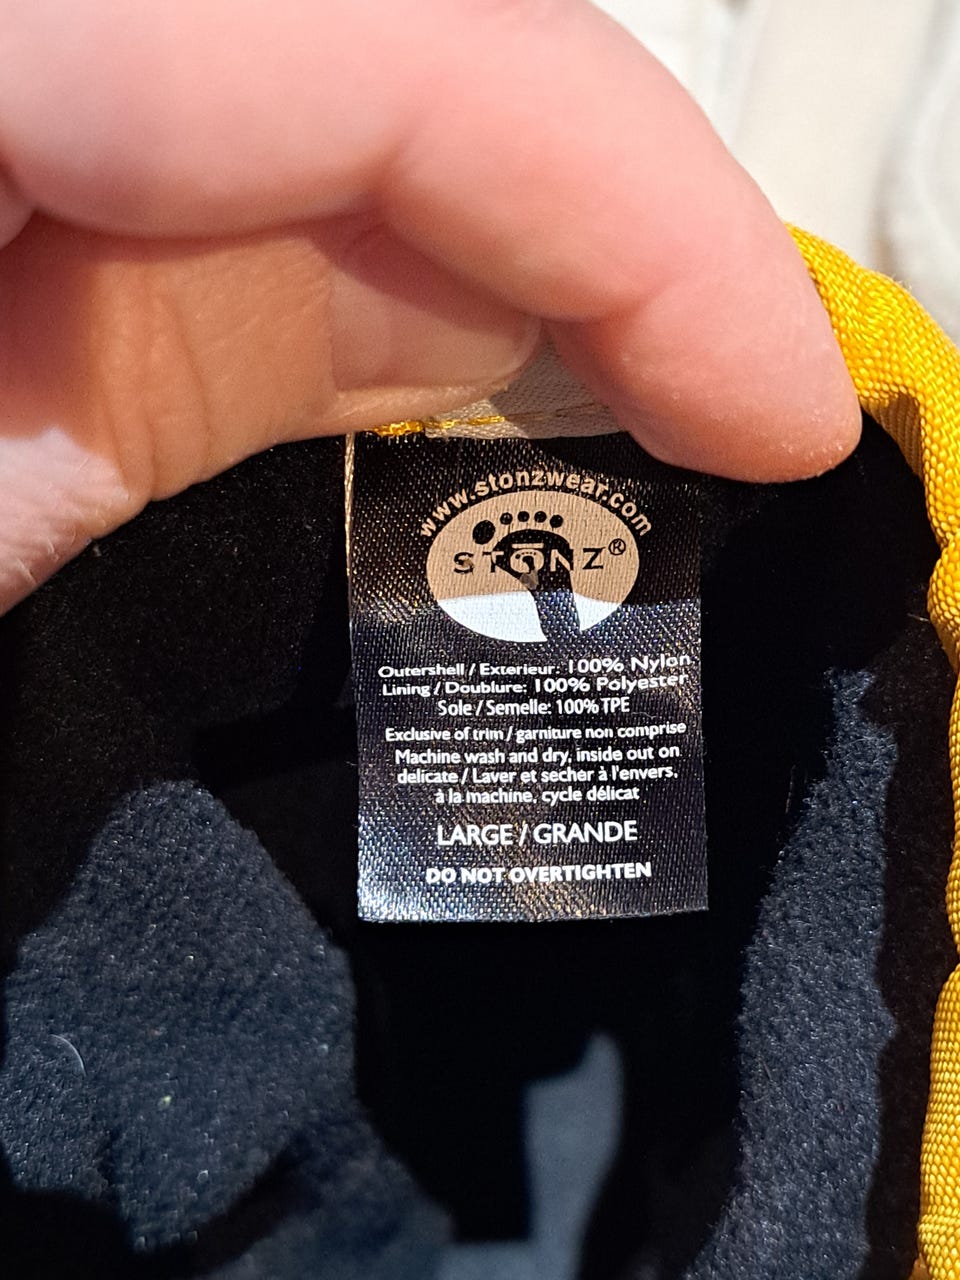 www.stonzwear.com
STONZ®
Outershell / Exterieur: 100% Nylon
Lining / Doublure: 100% Polyester
Sole / Semelle: 100% TPE
Exclusive of trim / garniture non comprise
Machine wash and dry, inside out on
delicate / Laver et secher à l'envers,
à la machine. cycle délicat
LARGE / GRANDE
DO NOT OVERTIGHTEN